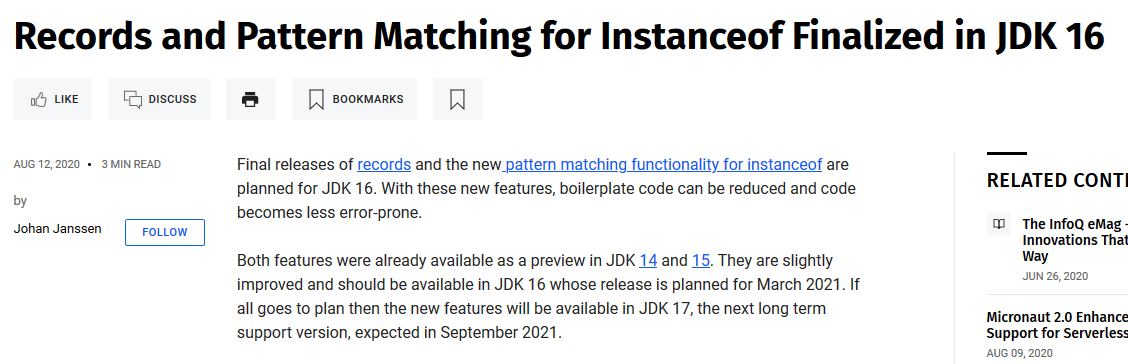 Records and Pattern Matching for Instanceof Finalized in JDK 16
LIKE
DISCUSS
BOOKMARKS
AUG 12, 2020 • 3 MIN READ
by
Johan Janssen
FOLLOW
Final releases of records and the new pattern matching functionality for instanceof are
planned for JDK 16. With these new features, boilerplate code can be reduced and code
becomes less error-prone.
Both features were already available as a preview in JDK 14 and 15. They are slightly
improved and should be available in JDK 16 whose release is planned for March 2021. If
all goes to plan then the new features will be available in JDK 17, the next long term
support version, expected in September 2021.
RELATED CONT
The InfoQ eMag -
Innovations That
Way
JUN 26, 2020
Micronaut 2.0 Enhance
Support for Serverless
AUG 09, 2020